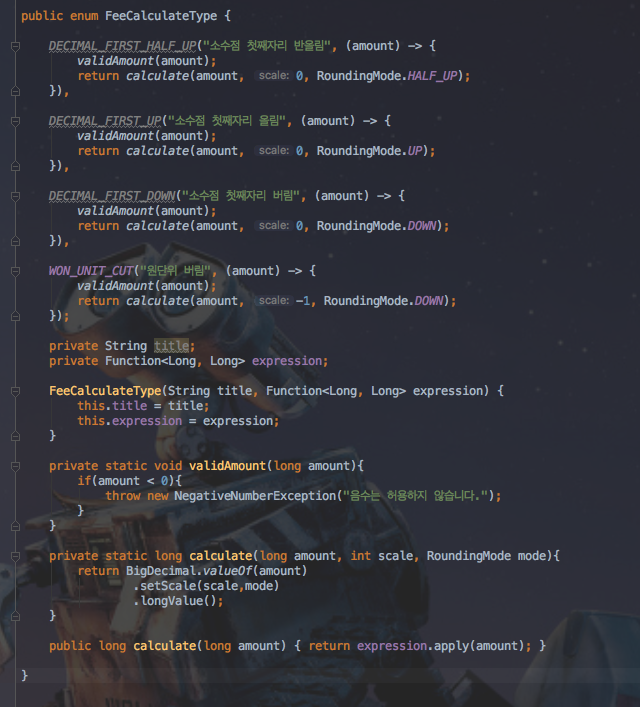 public enum FeeCalculateType {
DECIMAL_FIRST_HALF_UP("소수점 첫째자리 반올림", (amount) -> {
validAmount(amount);
return calculate(amount, scale: 0, RoundingMode.HALF_UP);
}),
DECIMAL_FIRST_UP("소수점 첫째자리 올림", (amount) -> {
validAmount(amount);
return calculate(amount, scale: 0, RoundingMode.UP);
}),
DECIMAL_FIRST_DOWN("소수점 첫째자리 버림", (amount) -> {
validAmount(amount);
return calculate(amount, scale: 0, RoundingMode.DOWN);
}),
WON_UNIT_CUT("원단위 버림", (amount) -> {
validAmount(amount);
return calculate(amount, scale: -1, RoundingMode.DOWN);
});
private String title;
private Function<Long, Long> expression;
FeeCalculateType(String title, Function<Long, Long> expression) {
this.title = title;
this.expression = expression;
}
private static void validAmount(long amount){
if(amount < 0){
throw new NegativeNumberException("음수는 허용하지 않습니다.");
}
}
private static long calculate(long amount, int scale, RoundingMode mode){
return BigDecimal.valueOf(amount)
.setScale(scale,mode)
.longValue();
}
public long calculate(long amount) { return expression.apply(amount); }
}